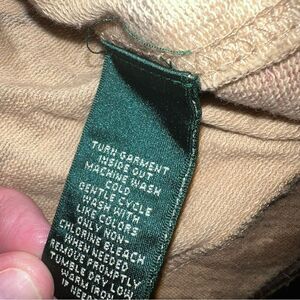 TURN GARMENT
INSIDE OUT
MACHINE WASH
COLD
GENTLE CYCLE
WASH WITH
LIKE COLORS
ONLY NON-
CHLORINE BLEACH
WHEN NEEDED
REMOVE PROMPTLY
TUMBLE DRY LOW
WARM IRON
IF NEEDED